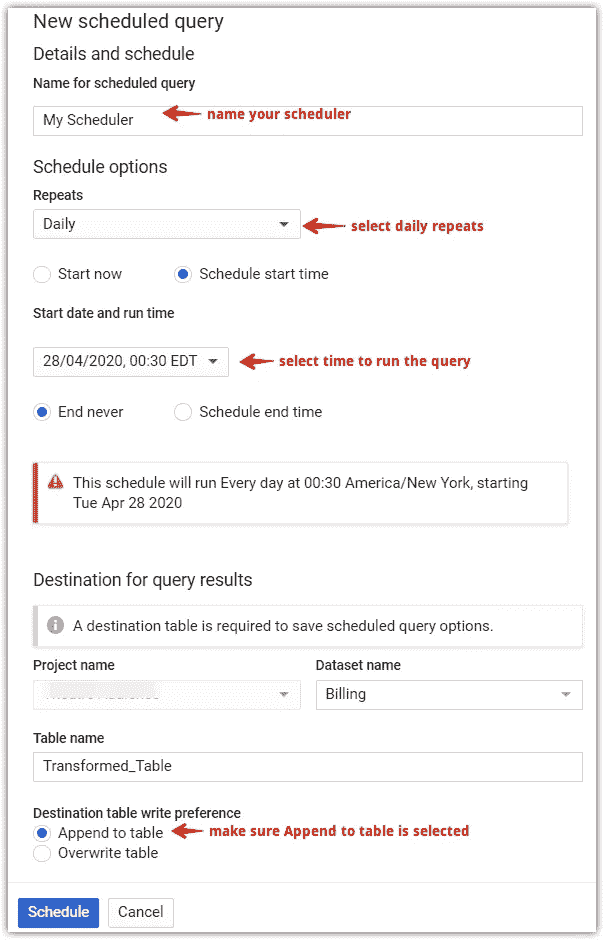 New scheduled query
Details and schedule
Name for scheduled query
My Scheduler name your scheduler
Schedule options
Repeats
Daily select daily repeats
Start now Schedule start time
Start date and run time
28/04/2020, 00:30 EDT select time to run the query
End never Schedule end time
This schedule will run Every day at 00:30 America/New York, starting
Tue Apr 28 2020
Destination for query results
A destination table is required to save scheduled query options.
Project name Dataset name
Billing
Table name
Transformed_Table
Destination table write preference
Append to table make sure Append to table is selected
Overwrite table
Schedule Cancel